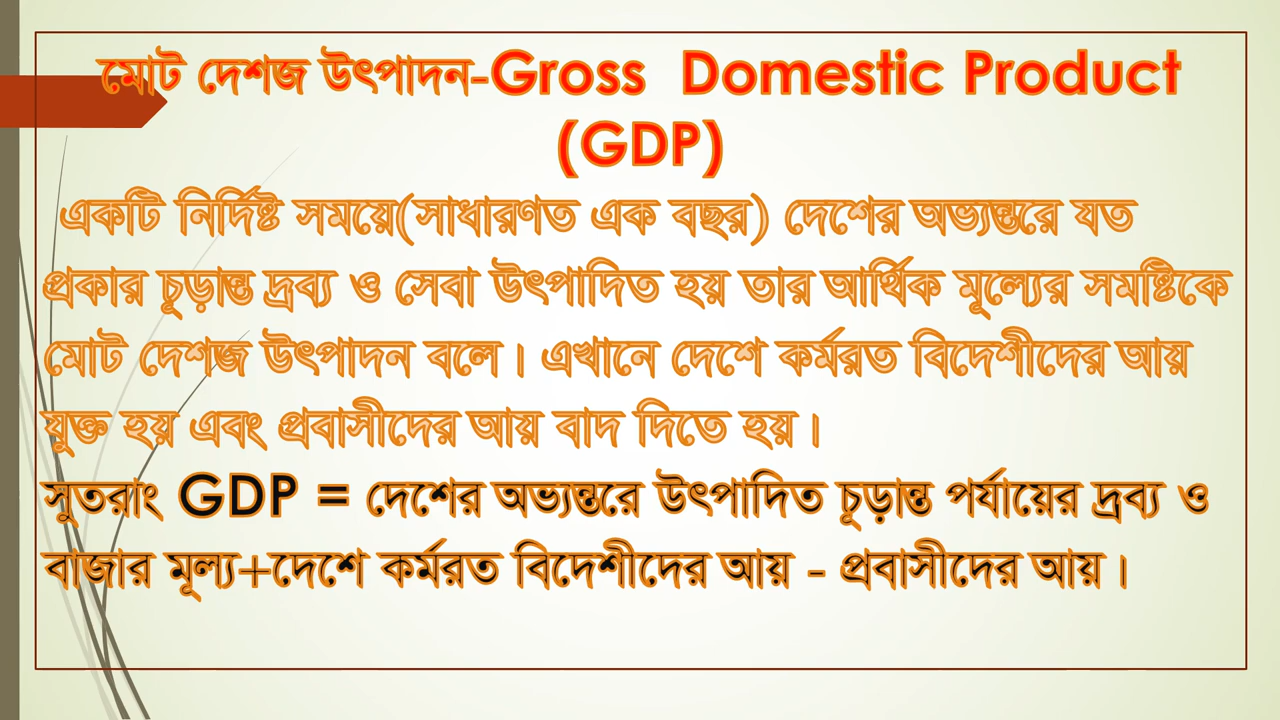 মোট দেশজ উৎপাদন-Gross Domestic Product
(GDP)
একটি নির্দিষ্ট সময়ে(সাধারণত এক বছর) দেশের অভ্যন্তরে যত
প্রকার চূড়ান্ত দ্রব্য ও সেবা উৎপাদিত হয় তার আর্থিক মূল্যের সমষ্টিকে
মোট দেশজ উৎপাদন বলে। এখানে দেশে কর্মরত বিদেশীদের আয়
যুক্ত হয় এবং প্রবাসীদের আয় বাদ দিতে হয়।
সুতরাং GDP = দেশের অভ্যন্তরে উৎপাদিত চূড়ান্ত পর্যায়ের দ্রব্য ও
বাজার মূল্য+দেশে কর্মরত বিদেশীদের আয় - প্রবাসীদের আয়।